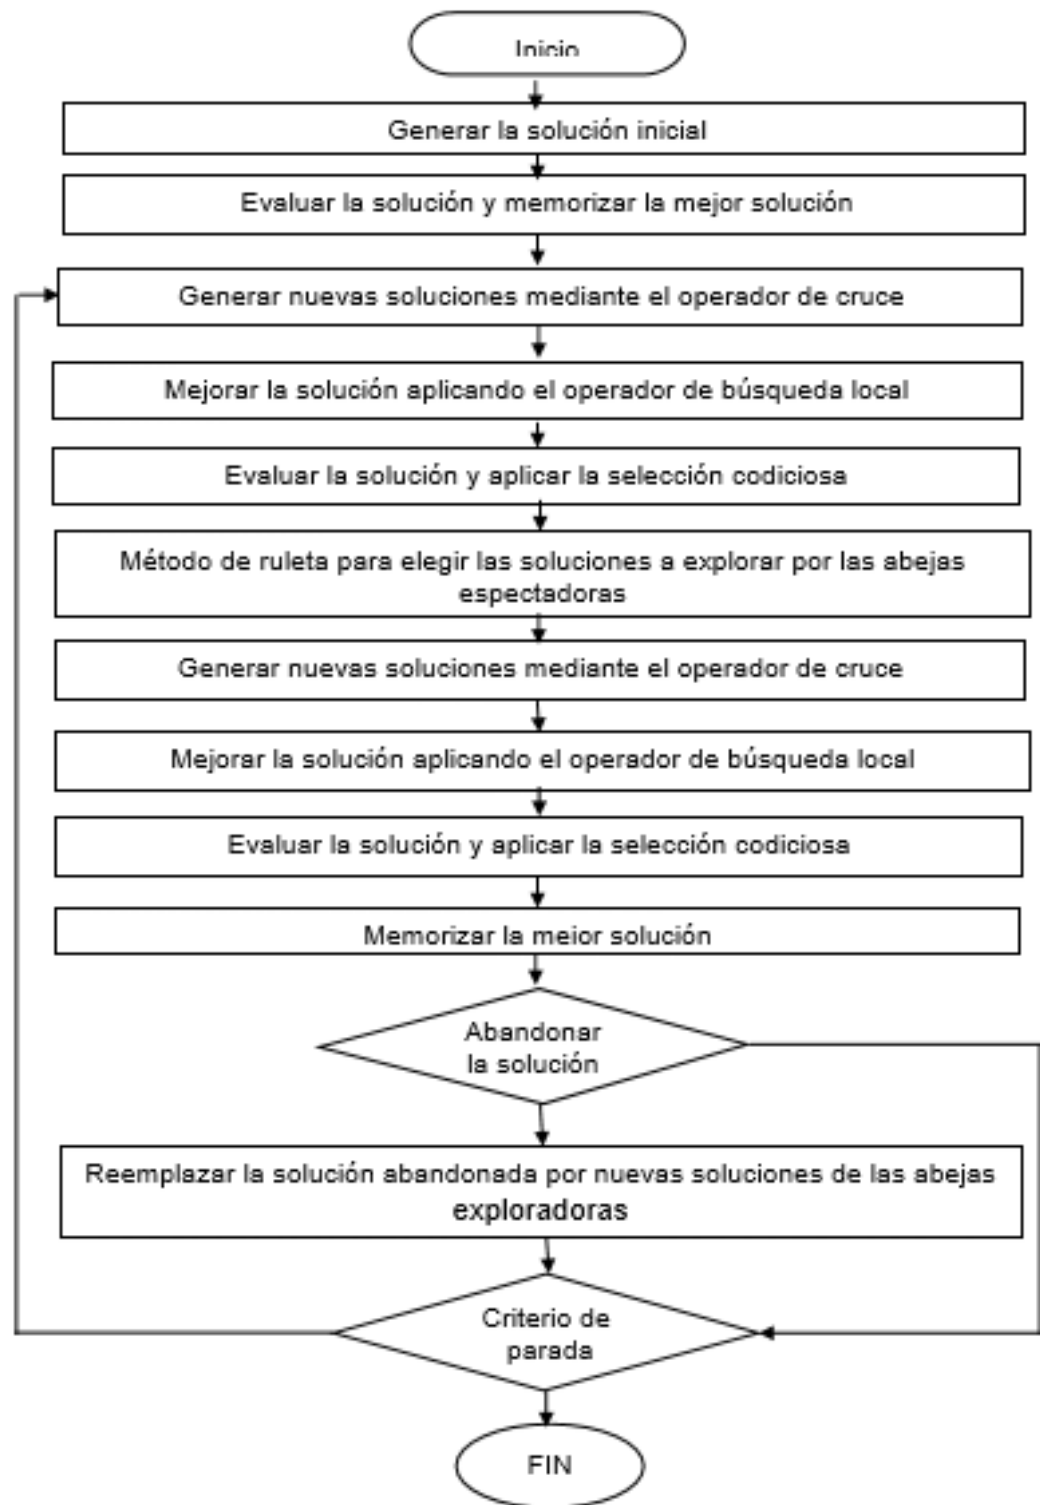 Inicio
Generar la solución inicial
Evaluar la solución y memorizar la mejor solución
Generar nuevas soluciones mediante el operador de cruce
Mejorar la solución aplicando el operador de búsqueda local
Evaluar la solución y aplicar la selección codiciosa
Método de ruleta para elegir las soluciones a explorar por las abejas
espectadoras
Generar nuevas soluciones mediante el operador de cruce
Mejorar la solución aplicando el operador de búsqueda local
Evaluar la solución y aplicar la selección codiciosa
Memorizar la mejor solución
Abandonar
la solución
Reemplazar la solución abandonada por nuevas soluciones de las abejas
exploradoras
Criterio de
parada
FIN